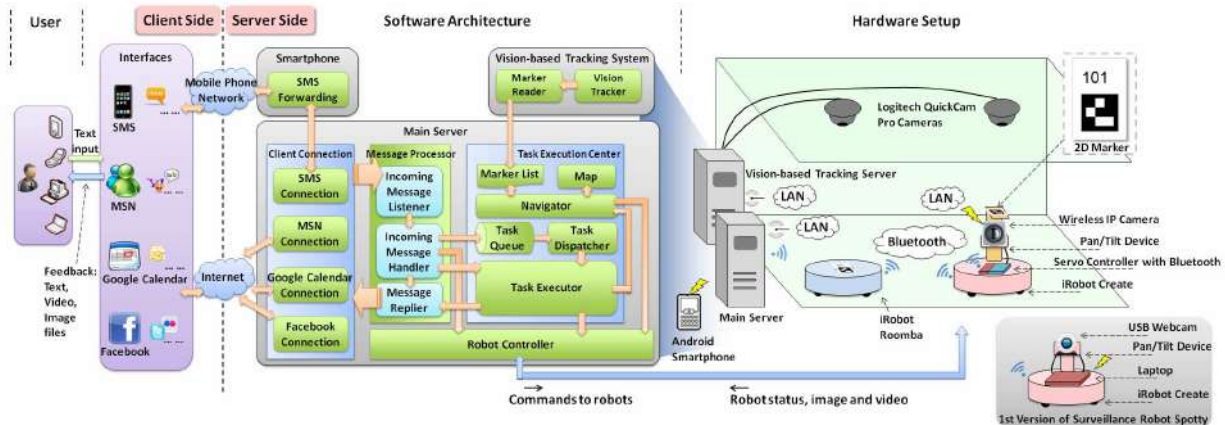 User
Client Side
Server Side
Software Architecture
Hardware Setup
Interfaces
SMS
MSN
Google Calendar
Facebook
Text
input
Feedback:
Text,
Video,
Image
files
Mobile Phone
Network
Internet
Smartphone
SMS
Forwarding
Vision-based Tracking System
Marker
Reader
Vision
Tracker
Main Server
Client Connection
SMS
Connection
MSN
Connection
Google Calendar
Connection
Facebook
Connection
Message Processor
Incoming
Message
Listener
Incoming
Message
Handler
Message
Replier
Task Execution Center
Marker List
Map
Navigator
Task
Queue
Task
Dispatcher
Task Executor
Robot Controller
Commands to robots
Robot status, image and video
Logitech QuickCam
Pro Cameras
101
2D Marker
Vision-based Tracking Server
LAN
LAN
LAN
Bluetooth
Main Server
Android
Smartphone
iRobot
Roomba
Wireless IP Camera
Pan/Tilt Device
Servo Controller with Bluetooth
iRobot Create
USB Webcam
Pan/Tilt Device
Laptop
iRobot Create
1st Version of Surveillance Robot Spotty